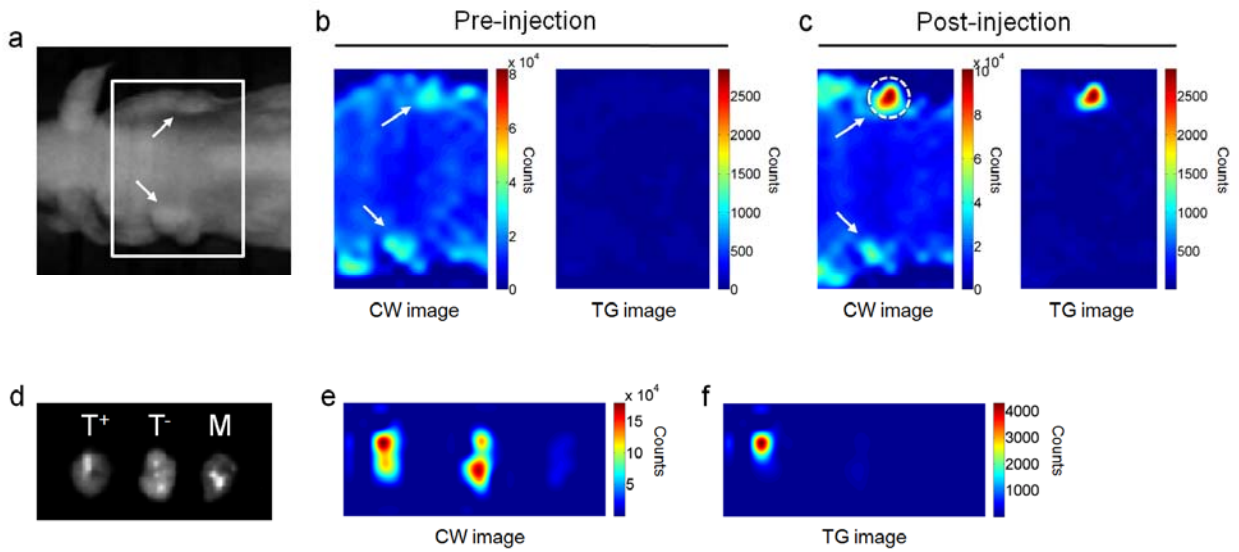 Pre-injection
Post-injection
a
b
c
x 10⁴
8
6
4
2
0
Counts
2500
2000
1500
1000
500
0
Counts
x 10⁴
10
8
6
4
2
0
Counts
2500
2000
1500
1000
500
Counts
CW image
TG image
CW image
TG image
d
T⁺ T⁻ M
e
x 10⁴
15
10
5
0
Counts
CW image
f
4000
3000
2000
1000
Counts
TG image